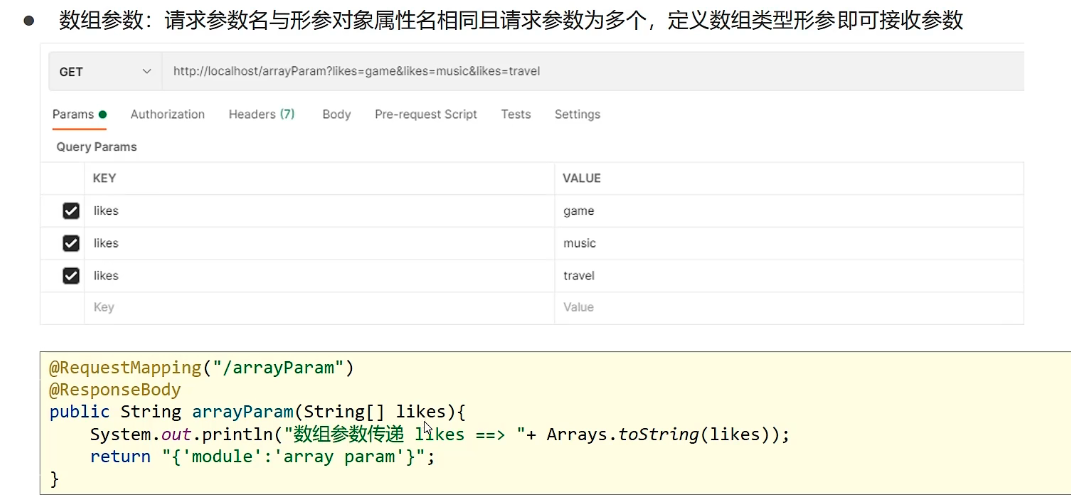 ● 数组参数：请求参数名与形参对象属性名相同且请求参数为多个，定义数组类型形参即可接收参数
GET http://localhost/arrayParam?likes=game&likes=music&likes=travel
Params Authorization Headers (7) Body Pre-request Script Tests Settings
Query Params
KEY VALUE
likes game
likes music
likes travel
Key Value
@RequestMapping("/arrayParam")
@ResponseBody
public String arrayParam(String[] likes){
System.out.println("数组参数传递 likes ==> "+ Arrays.toString(likes));
return "{'module':'array param'}";
}